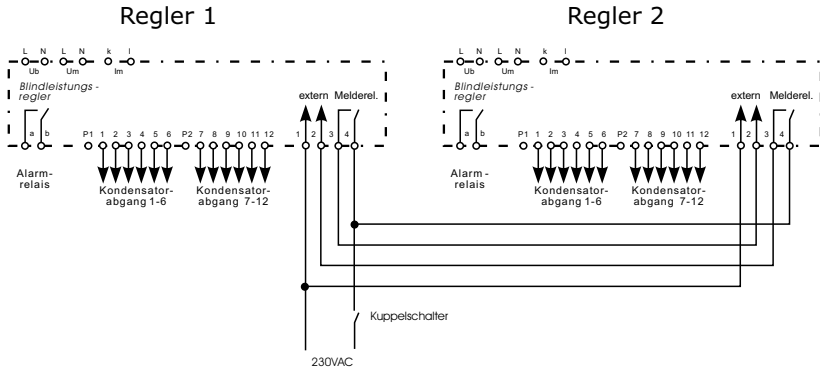 Regler 1 Regler 2
L N L N k l L N L N k l
Ub Um Im Ub Um Im
Blindleistungs-
regler
extern Melderel.
Blindleistungs-
regler
extern Melderel.
a b P1 1 2 3 4 5 6 P2 7 8 9 10 11 12 1 2 3 4
a b P1 1 2 3 4 5 6 P2 7 8 9 10 11 12 1 2 3 4
Alarm-
relais
Kondensator-
abgang 1-6
Kondensator-
abgang 7-12
Alarm-
relais
Kondensator-
abgang 1-6
Kondensator-
abgang 7-12
Kuppelschalter
230VAC